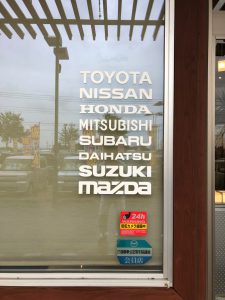 TOYOTA
NISSAN
HONDA
MITSUBISHI
SUBARU
DAIHATSU
SUZUKI
mazda
24h